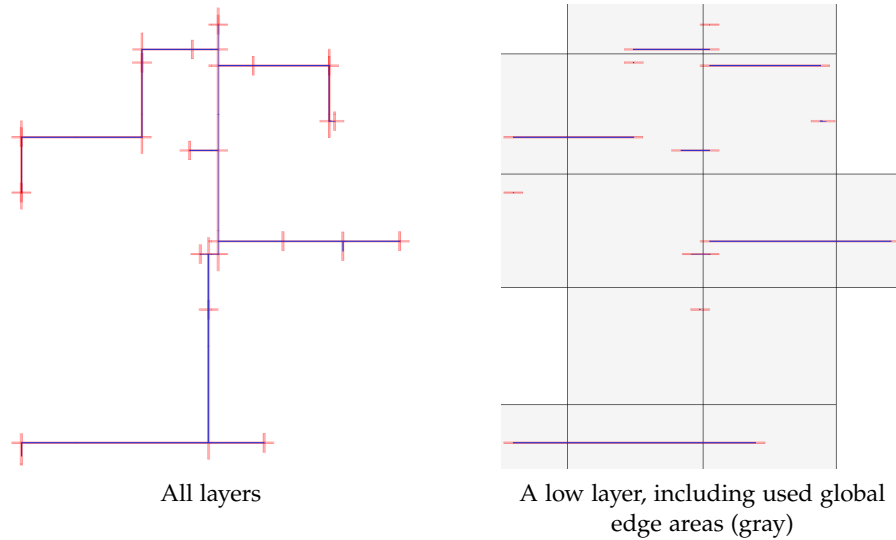 All layers
A low layer, including used global
edge areas (gray)